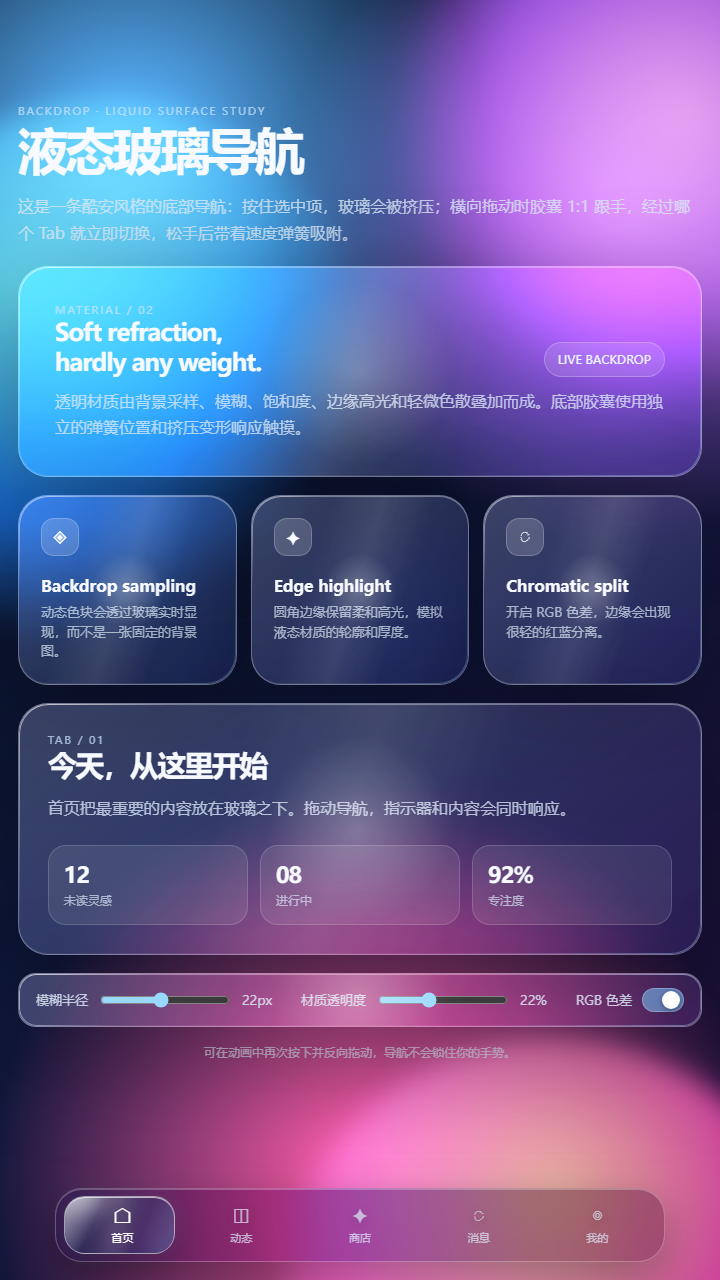 BACKDROP · LIQUID SURFACE STUDY
液态玻璃导航
这是一条酷安风格的底部导航：按住选中项，玻璃会被挤压；横向拖动时胶囊 1:1 跟手，经过哪
个 Tab 就立即切换，松手后带着速度弹簧吸附。
MATERIAL / 02
Soft refraction,
hardly any weight.
LIVE BACKDROP
透明材质由背景采样、模糊、饱和度、边缘高光和轻微色散叠加而成。底部胶囊使用独
立的弹簧位置和挤压变形响应触摸。
Backdrop sampling
动态色块会透过玻璃实时显
现，而不是一张固定的背景
图。
Edge highlight
圆角边缘保留柔和高光，模拟
液态材质的轮廓和厚度。
Chromatic split
开启 RGB 色差，边缘会出现
很轻的红蓝分离。
TAB / 01
今天，从这里开始
首页把最重要的内容放在玻璃之下。拖动导航，指示器和内容会同时响应。
12
未读灵感
08
进行中
92%
专注度
模糊半径 22px 材质透明度 22% RGB 色差
可在动画中再次按下并反向拖动，导航不会锁住你的手势。
首页 动态 商店 消息 我的